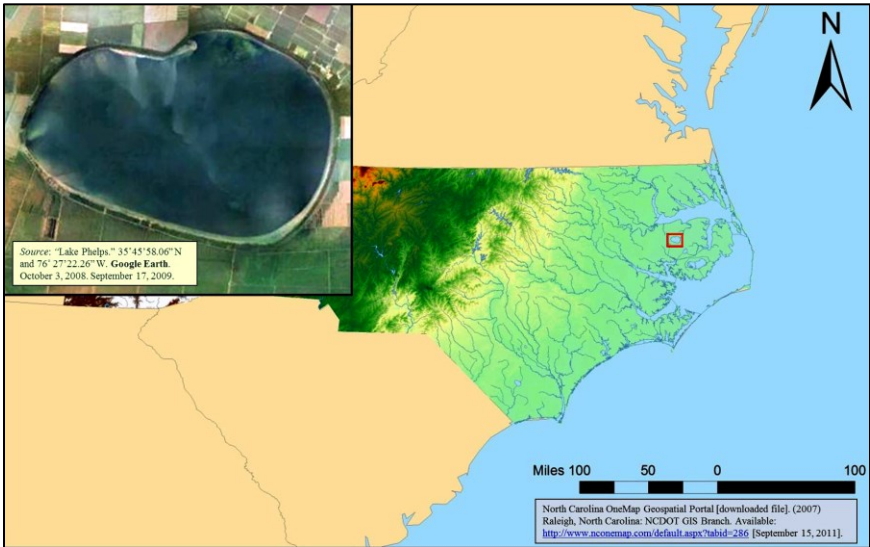 Source: “Lake Phelps.” 35°45’58.06”N
and 76° 27’22.26”W. Google Earth.
October 3, 2008. September 17, 2009.
N
Miles 100 50 0 100
North Carolina OneMap Geospatial Portal [downloaded file]. (2007)
Raleigh, North Carolina: NCDOT GIS Branch. Available:
http://www.nconemap.com/default.aspx?tabid=286 [September 15, 2011].